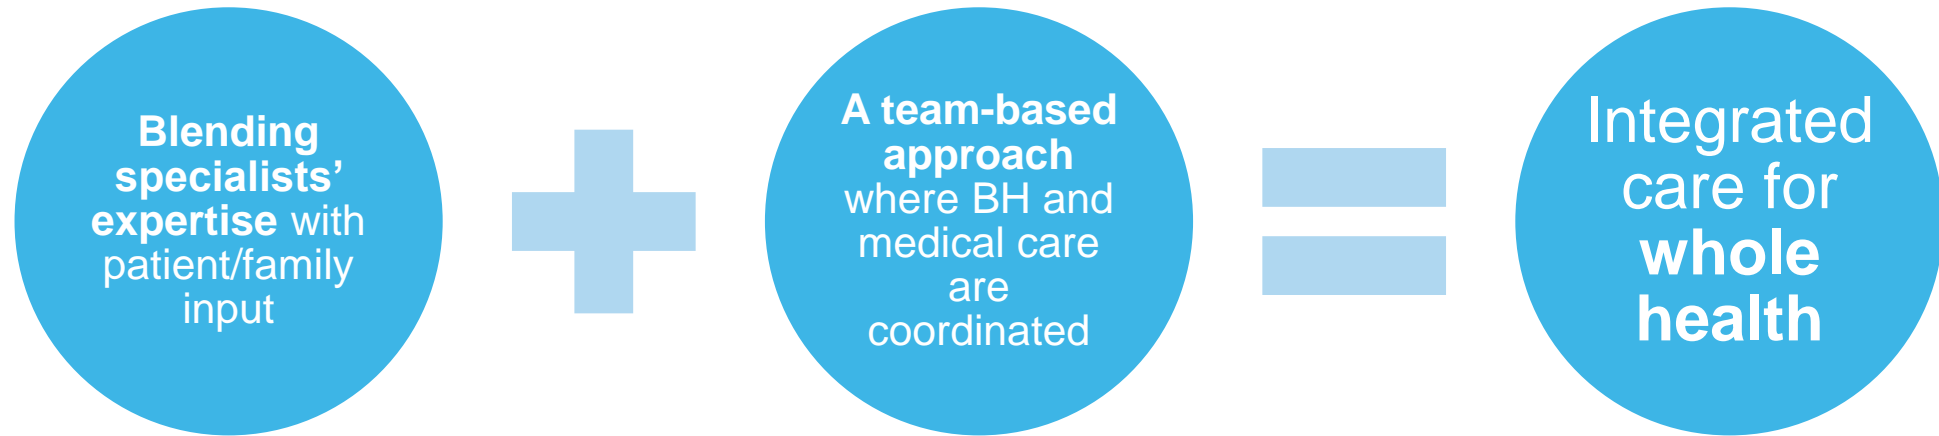 Blending
specialists’
expertise with
patient/family
input
A team-based
approach
where BH and
medical care
are
coordinated
Integrated
care for
whole
health